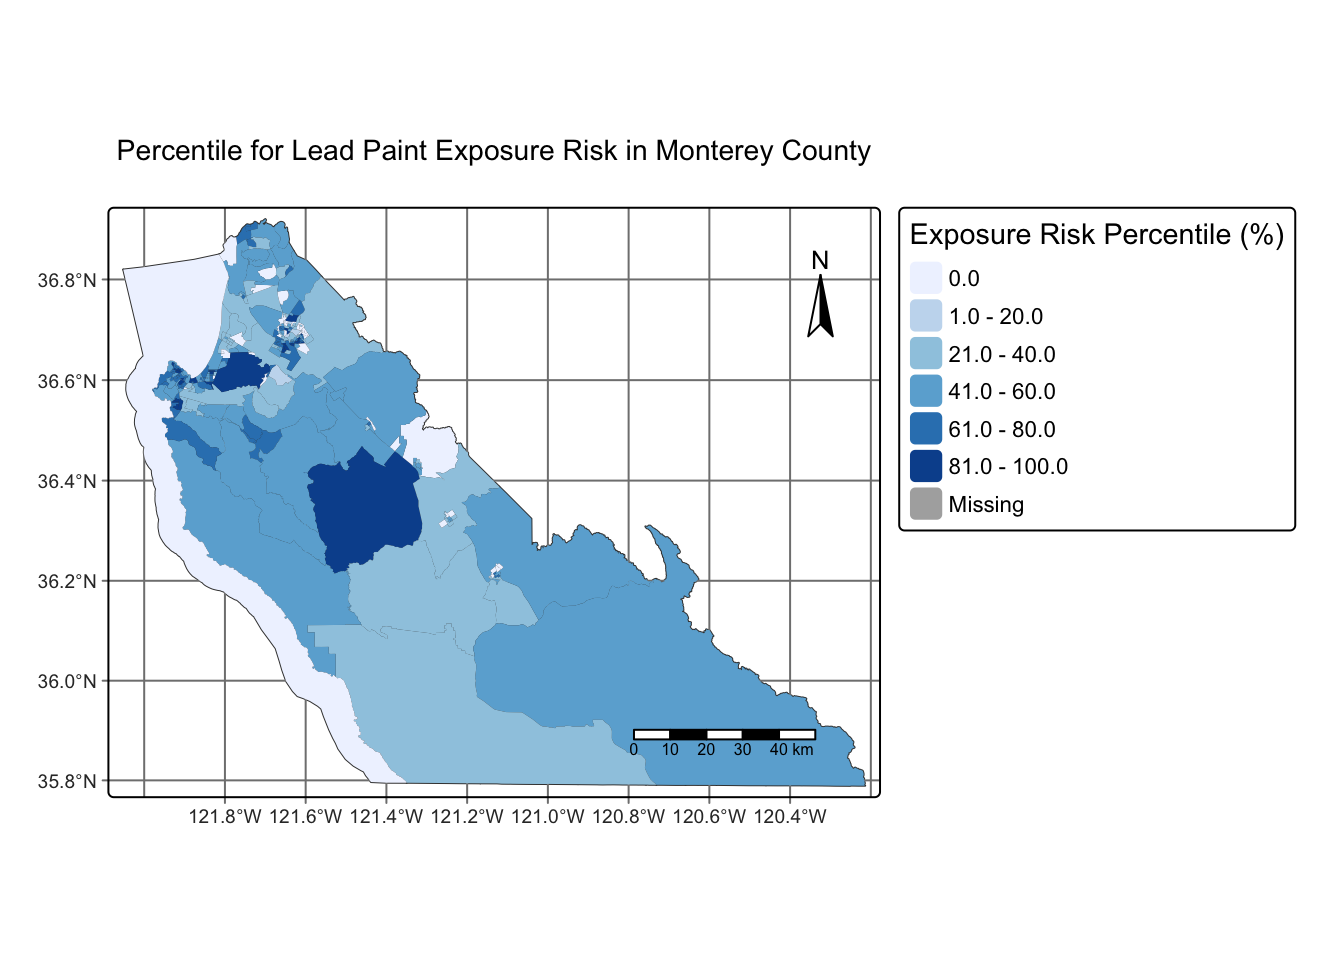 Percentile for Lead Paint Exposure Risk in Monterey County
Exposure Risk Percentile (%)
0.0
1.0 - 20.0
21.0 - 40.0
41.0 - 60.0
61.0 - 80.0
81.0 - 100.0
Missing
N
36.8°N
36.6°N
36.4°N
36.2°N
36.0°N
35.8°N
0 10 20 30 40 km
121.8°W 121.6°W 121.4°W 121.2°W 121.0°W 120.8°W 120.6°W 120.4°W